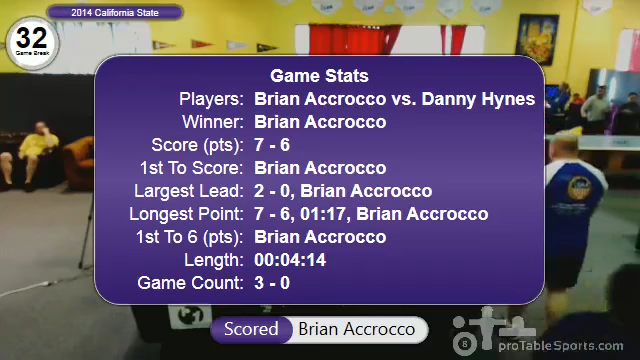 2014 California State
32
Game Break
Game Stats
Players: Brian Accrocco vs. Danny Hynes
Winner: Brian Accrocco
Score (pts): 7 - 6
1st To Score: Brian Accrocco
Largest Lead: 2 - 0, Brian Accrocco
Longest Point: 7 - 6, 01:17, Brian Accrocco
1st To 6 (pts): Brian Accrocco
Length: 00:04:14
Game Count: 3 - 0
Scored Brian Accrocco
8
proTableSports.com